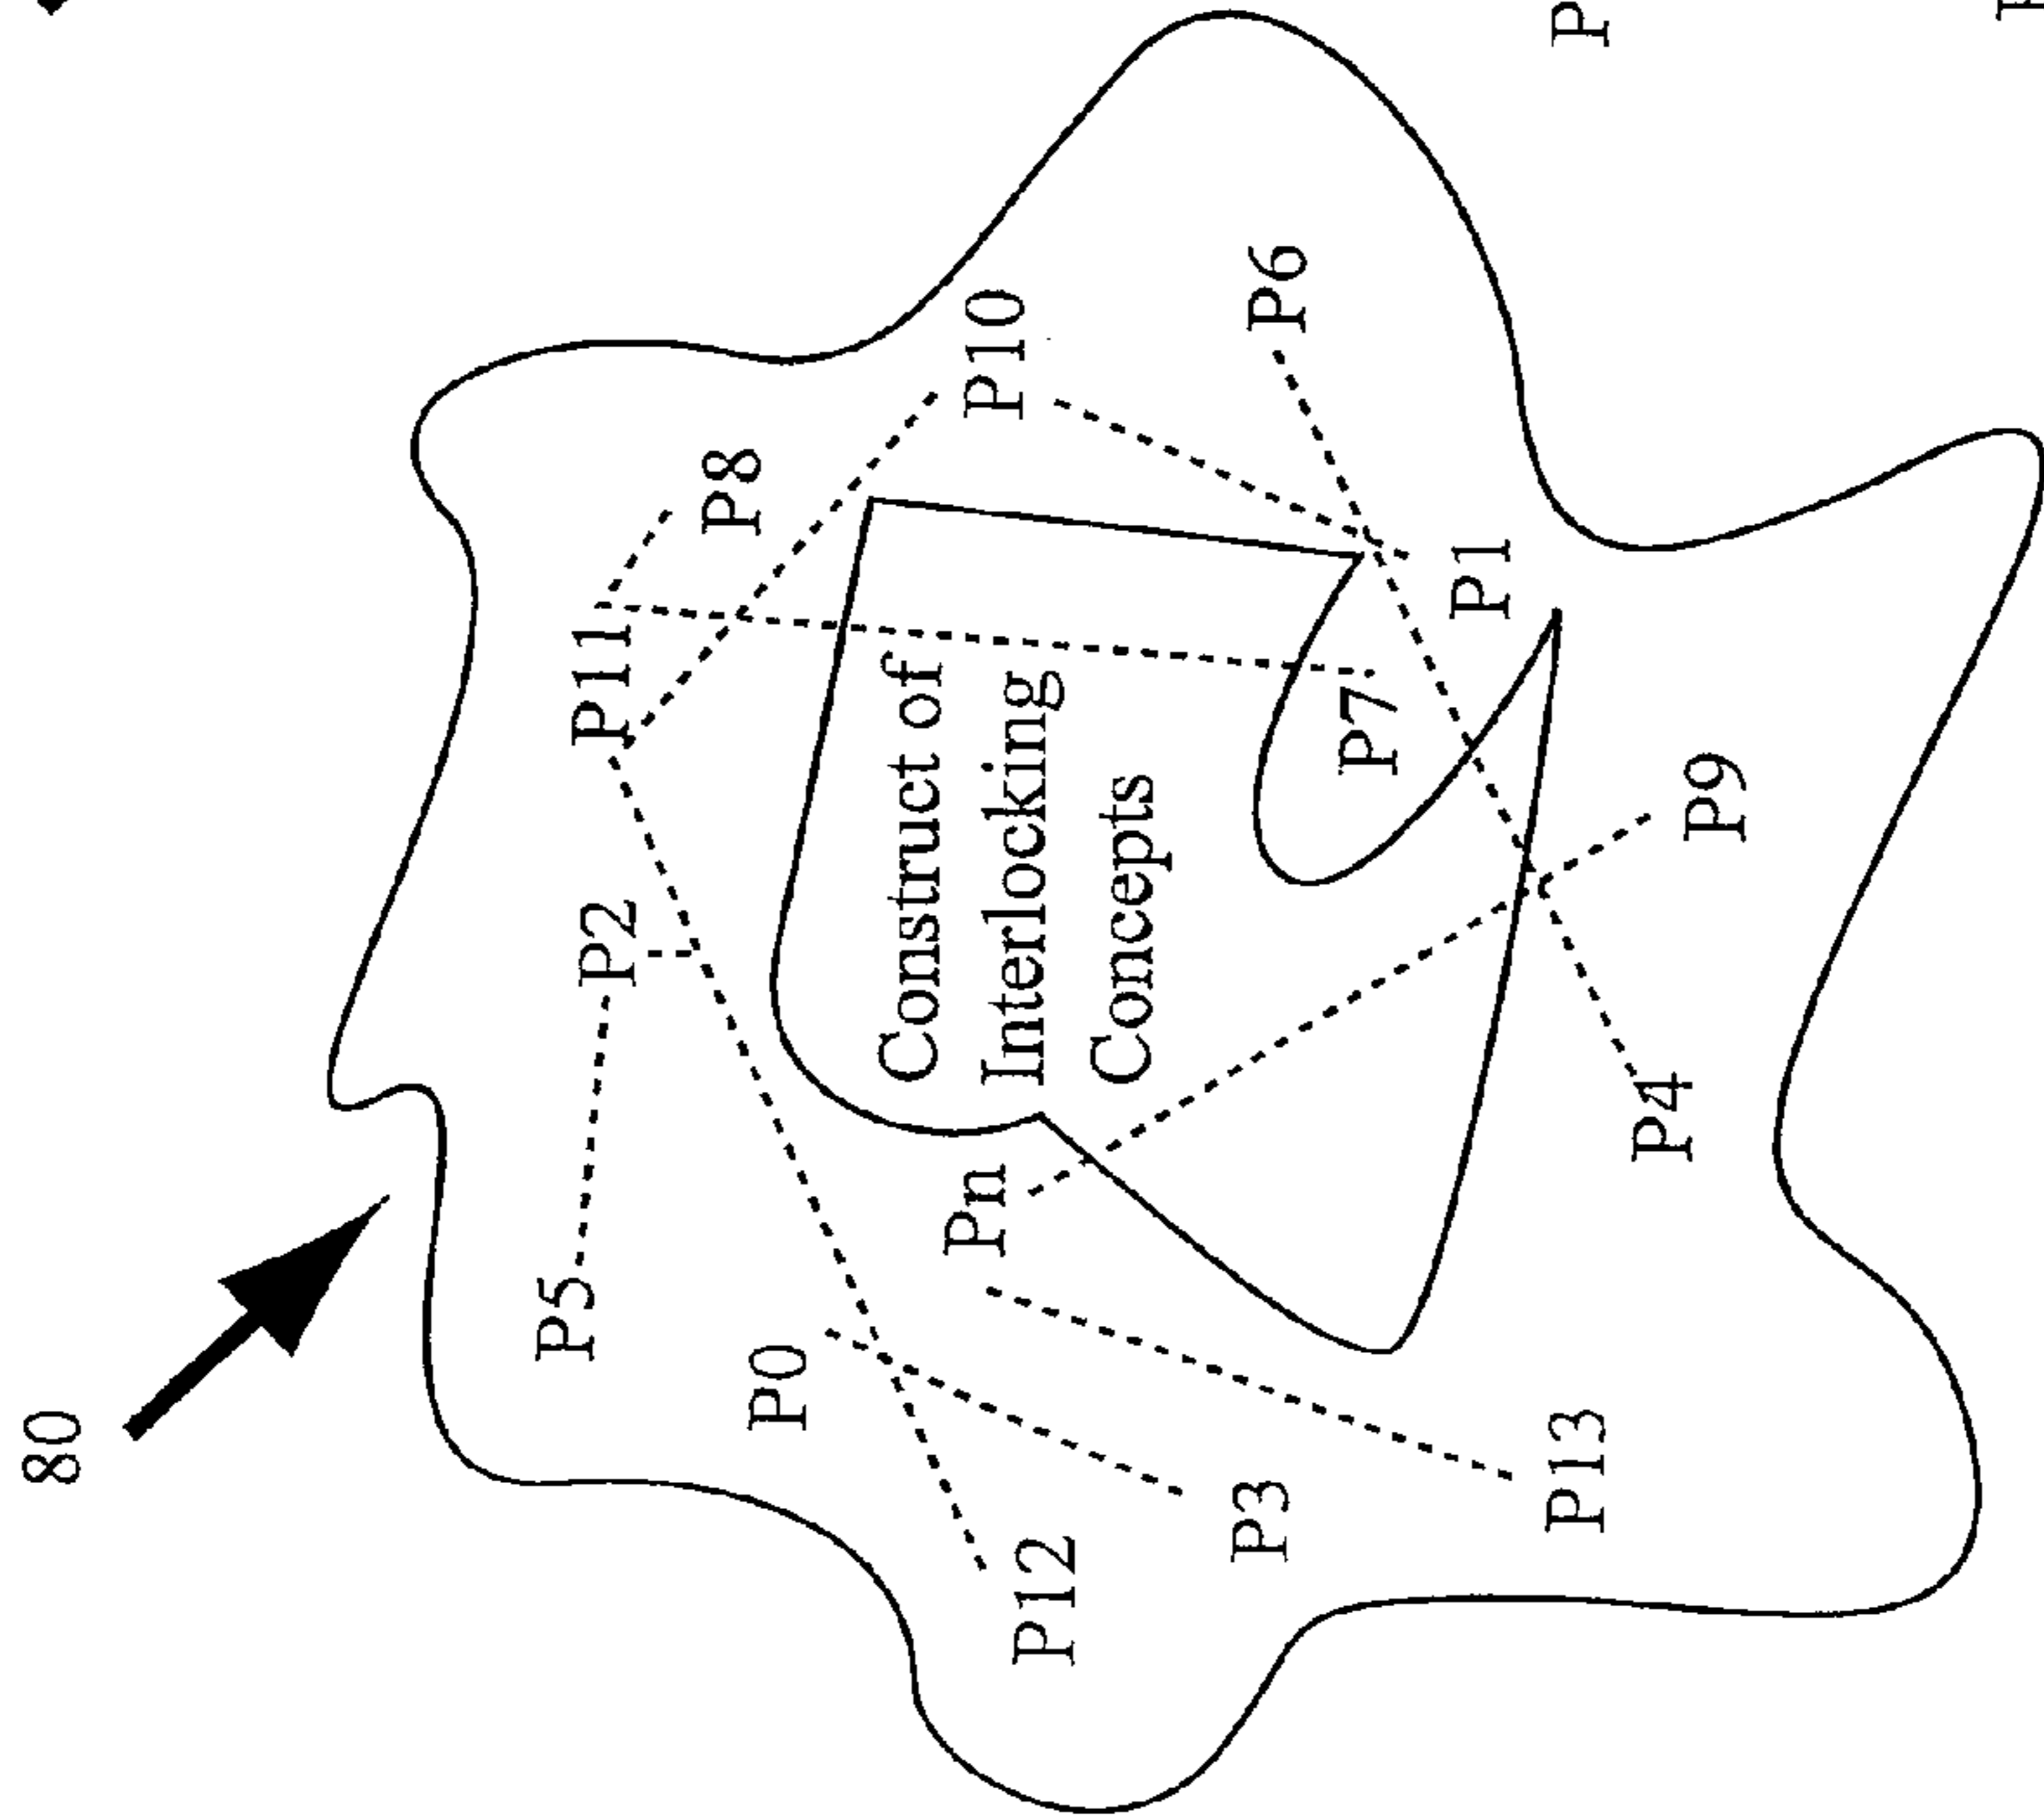 80
P5
P2
P11
P8
P0
Construct of
Interlocking
Concepts
Pn
P10
P12
P3
P6
P7
P1
P13
P
P4
P9